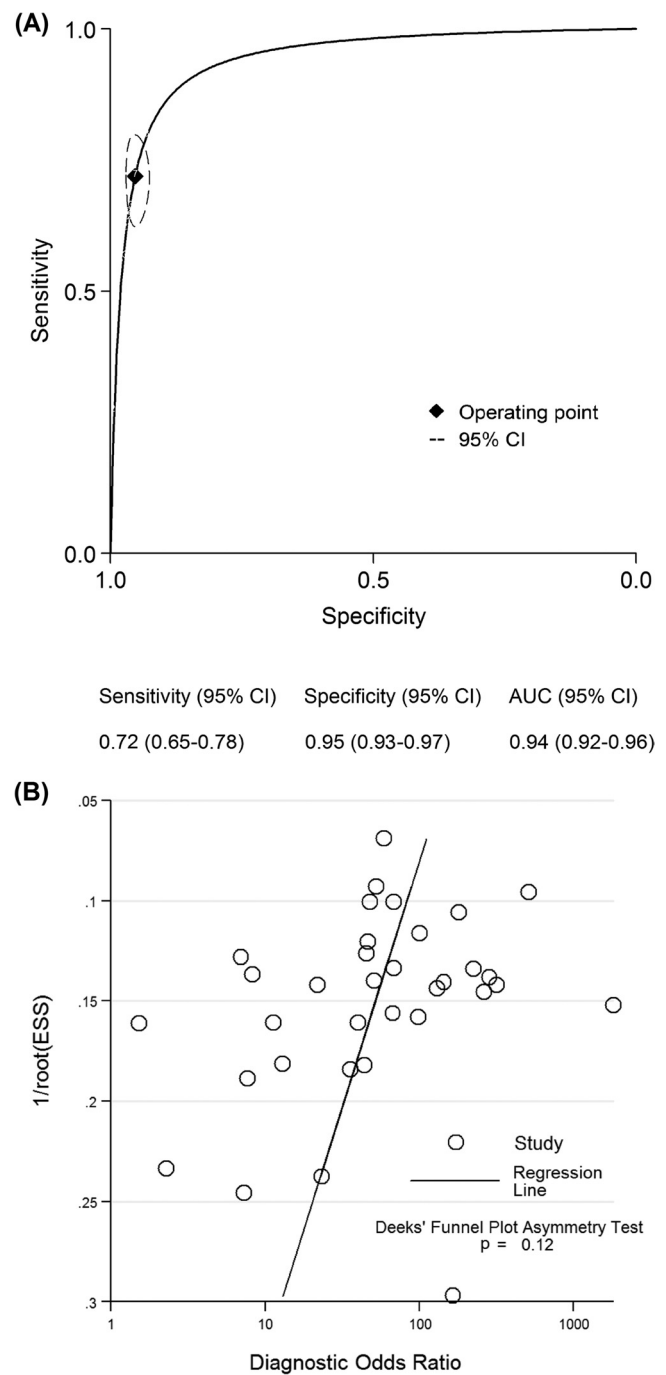 (A)
1.0
Sensitivity
0.5
Operating point
95% CI
0.0
1.0 0.5 0.0
Specificity
Sensitivity (95% CI) Specificity (95% CI) AUC (95% CI)
0.72 (0.65-0.78) 0.95 (0.93-0.97) 0.94 (0.92-0.96)
(B)
.05
.1
.15
1/root(ESS)
.2
Study
Regression
Line
.25
Deeks' Funnel Plot Asymmetry Test
p = 0.12
.3
1 10 100 1000
Diagnostic Odds Ratio